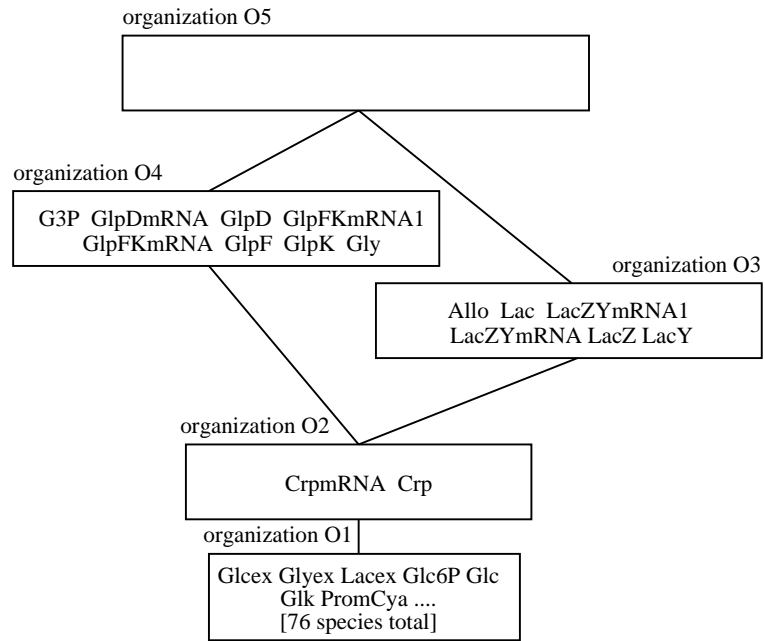 organization O5
organization O4
G3P GlpDmRNA GlpD GlpFKmRNA1
GlpFKmRNA GlpF GlpK Gly
organization O3
Allo Lac LacZYmRNA1
LacZYmRNA LacZ LacY
organization O2
CrpmRNA Crp
organization O1
Glcex Glyex Lacex Glc6P Glc
Glk PromCya ....
[76 species total]